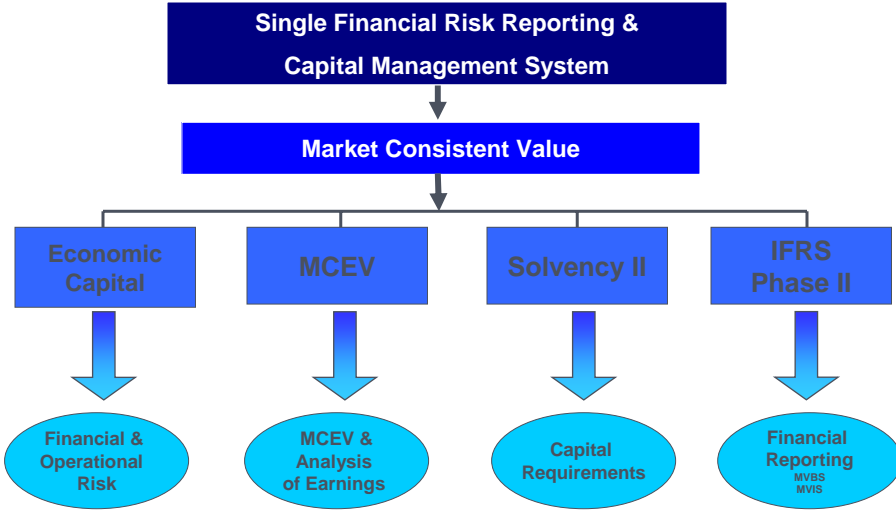 Single Financial Risk Reporting &
Capital Management System
Market Consistent Value
Economic
Capital
MCEV
Solvency II
IFRS
Phase II
Financial &
Operational
Risk
MCEV &
Analysis
of Earnings
Capital
Requirements
Financial
Reporting
MVBS
MVIS